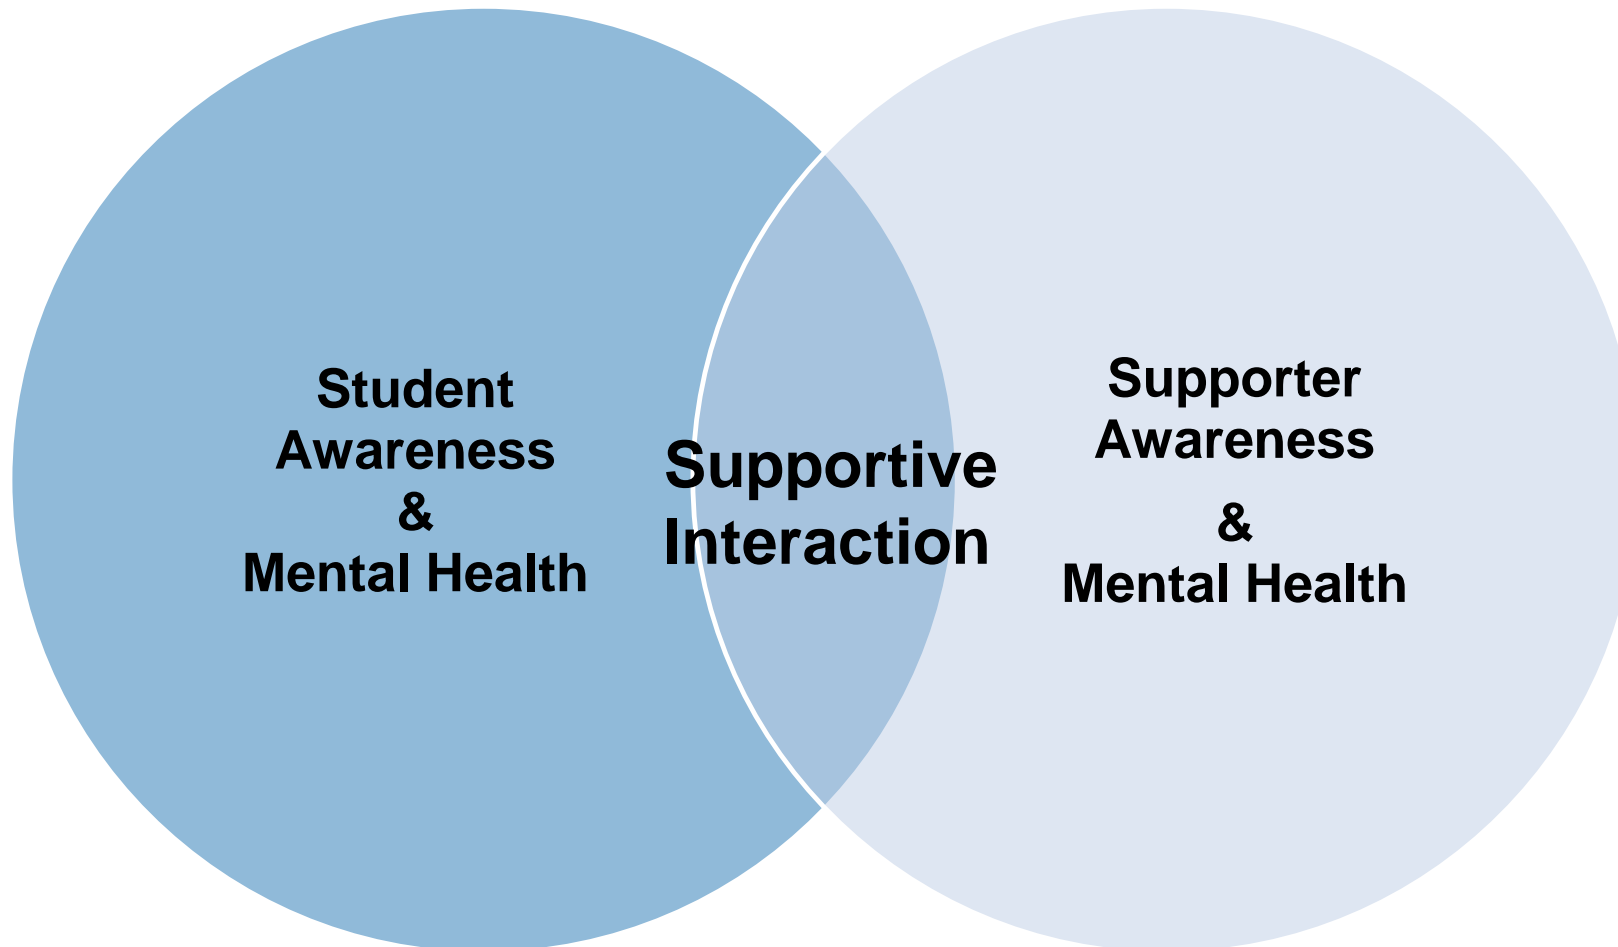 Student
Awareness
&
Mental Health
Supportive
Interaction
Supporter
Awareness
&
Mental Health